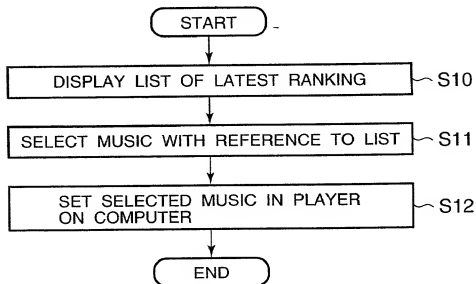 START
DISPLAY LIST OF LATEST RANKING
S10
SELECT MUSIC WITH REFERENCE TO LIST
S11
SET SELECTED MUSIC IN PLAYER
ON COMPUTER
S12
END